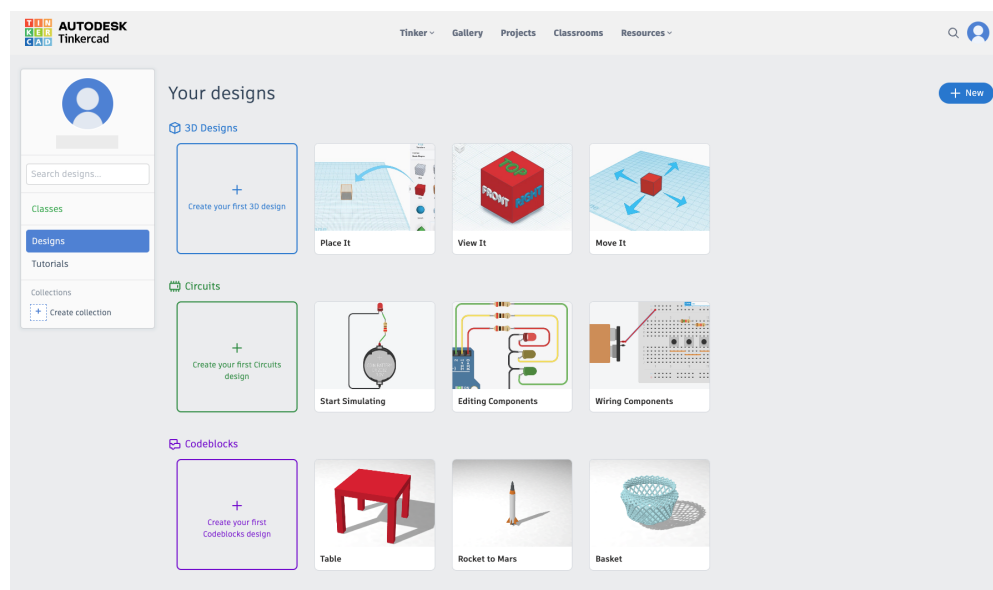 TIN
KER
CAD
AUTODESK
Tinkercad
Tinker
Gallery
Projects
Classrooms
Resources
Search designs...
Classes
Designs
Tutorials
Collections
+ Create collection
Your designs
+ New
3D Designs
+
Create your first 3D design
Place It
TOP
FRONT
RIGHT
View It
Move It
Circuits
+
Create your first Circuits
design
Start Simulating
Editing Components
Wiring Components
Codeblocks
+
Create your first
Codeblocks design
Table
Rocket to Mars
Basket